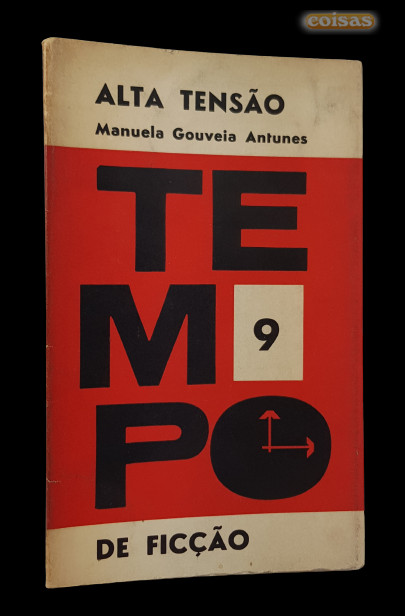 coisas
ALTA TENSÃO
Manuela Gouveia Antunes
TE
M 9
PO
DE FICÇÃO